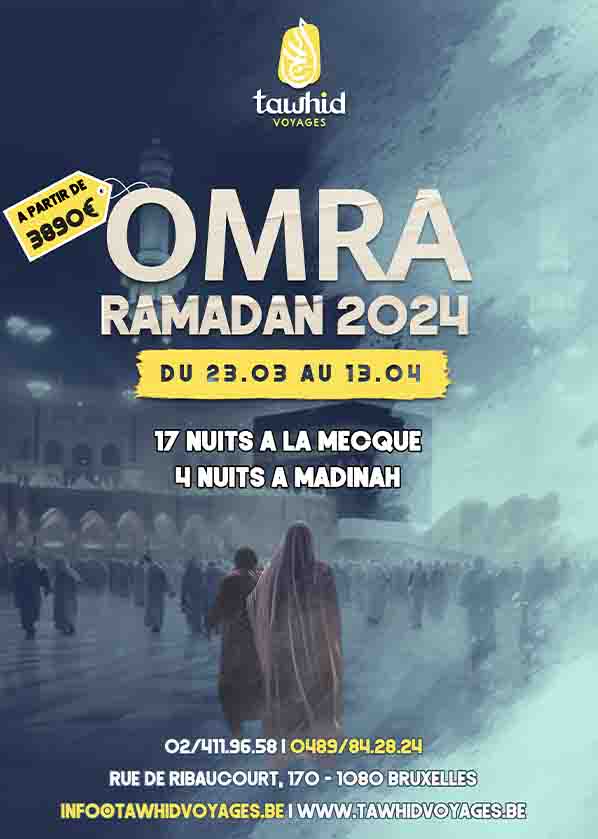 tawhid
VOYAGES
A PARTIR DE
3890€
OMRA
RAMADAN 2024
DU 23.03 AU 13.04
17 NUITS A LA MECQUE
4 NUITS A MADINAH
02/411.96.58 | 0489/84.28.24
RUE DE RIBAUCOURT, 170 - 1080 BRUXELLES
INFO@TAWHIDVOYAGES.BE | WWW.TAWHIDVOYAGES.BE